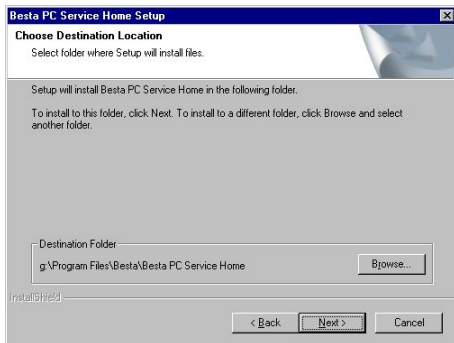 Besta PC Service Home Setup
Choose Destination Location
Select folder where Setup will install files.
Setup will install Besta PC Service Home in the following folder.
To install to this folder, click Next. To install to a different folder, click Browse and select
another folder.
Destination Folder
g:\Program Files\Besta\Besta PC Service Home
Browse...
InstallShield
< Back
Next >
Cancel